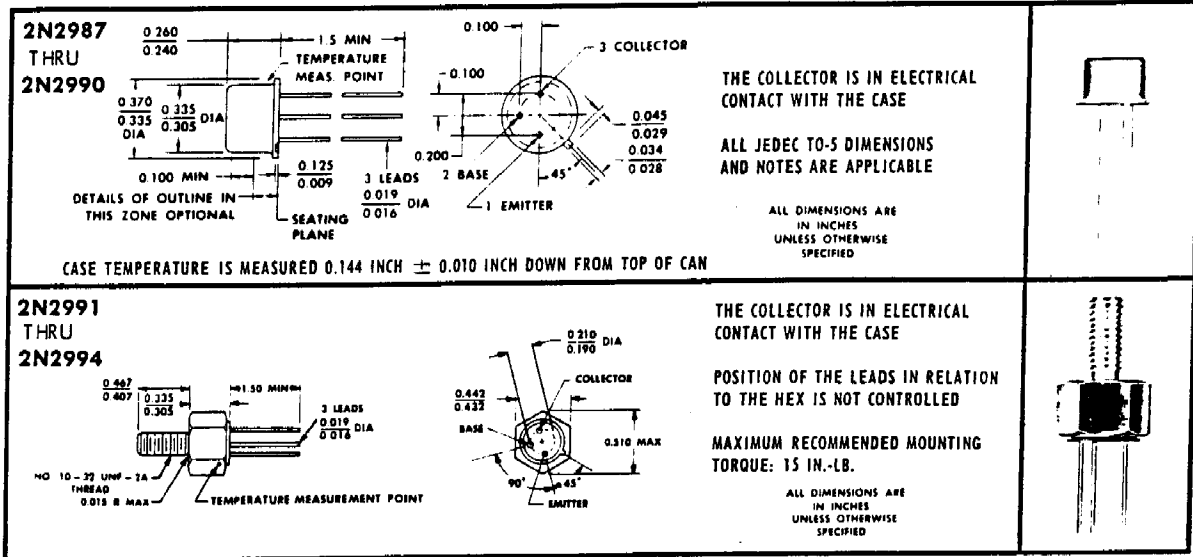 2N2987
THRU
2N2990
0.260
0.240
1.5 MIN
TEMPERATURE
MEAS. POINT
0.370
0.335
DIA
0.335
0.305
DIA
0.100 MIN
0.125
0.009
DETAILS OF OUTLINE IN
THIS ZONE OPTIONAL
SEATING
PLANE
3 LEADS
0.019
0.016
DIA
0.100
3 COLLECTOR
0.100
0.200
2 BASE
1 EMITTER
45°
0.045
0.029
0.034
0.028
CASE TEMPERATURE IS MEASURED 0.144 INCH ± 0.010 INCH DOWN FROM TOP OF CAN
THE COLLECTOR IS IN ELECTRICAL
CONTACT WITH THE CASE
ALL JEDEC TO-5 DIMENSIONS
AND NOTES ARE APPLICABLE
ALL DIMENSIONS ARE
IN INCHES
UNLESS OTHERWISE
SPECIFIED
2N2991
THRU
2N2994
0.467
0.407
0.335
0.305
1.50 MIN
3 LEADS
0.019
0.016
DIA
NO 10-32 UNF-2A
THREAD
0.015 R MAX
TEMPERATURE MEASUREMENT POINT
0.210
0.190
DIA
COLLECTOR
0.442
0.432
BASE
0.510 MAX
90°
45°
EMITTER
THE COLLECTOR IS IN ELECTRICAL
CONTACT WITH THE CASE
POSITION OF THE LEADS IN RELATION
TO THE HEX IS NOT CONTROLLED
MAXIMUM RECOMMENDED MOUNTING
TORQUE: 15 IN.-LB.
ALL DIMENSIONS ARE
IN INCHES
UNLESS OTHERWISE
SPECIFIED